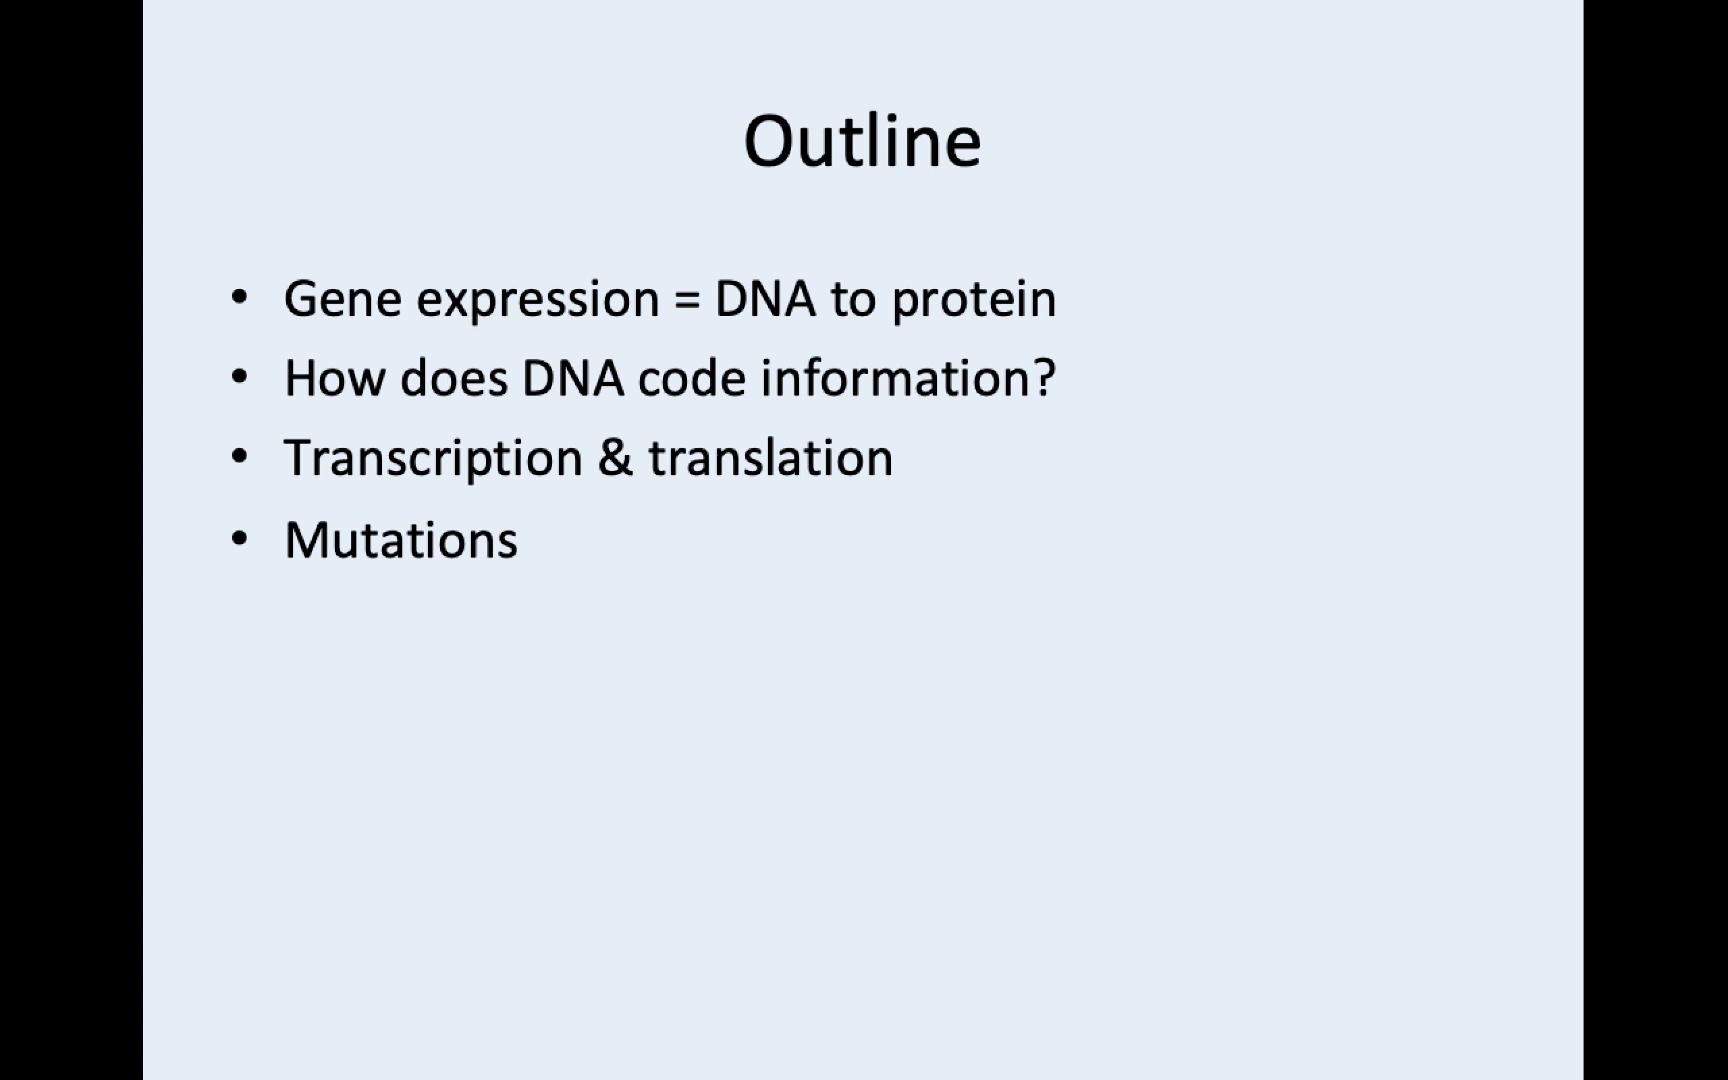 Outline
• Gene expression = DNA to protein
• How does DNA code information?
• Transcription & translation
• Mutations